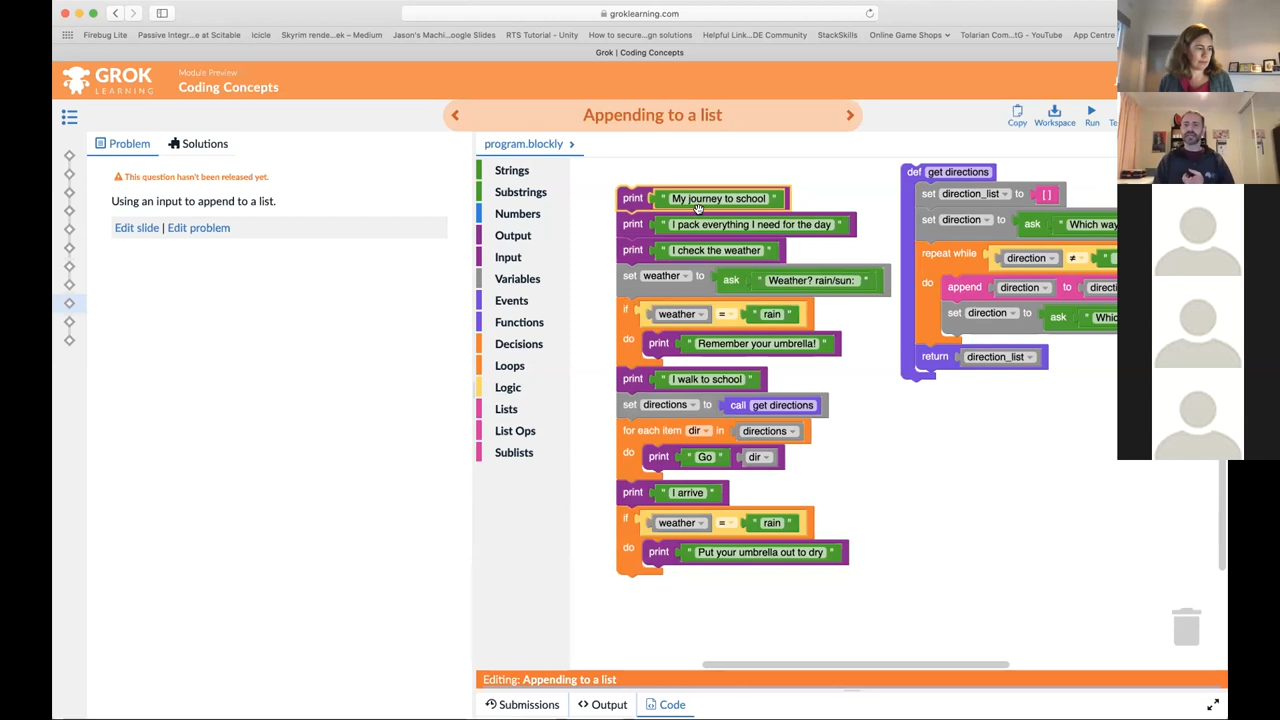 groklearning.com
Firebug Lite Passive Integr...e at Scitable Icicle Skyrim rende...ek – Medium Jason's Machi...oogle Slides RTS Tutorial - Unity How to secure...gn solutions Helpful Link...DE Community StackSkills Online Game Shops Tolarian Com...tG - YouTube App Centre
Grok | Coding Concepts
GROK
LEARNING
Module Preview
Coding Concepts
Appending to a list
Copy Workspace Run Te
Problem Solutions
This question hasn't been released yet.
Using an input to append to a list.
Edit slide | Edit problem
program.blockly
Strings
Substrings
Numbers
Output
Input
Variables
Events
Functions
Decisions
Loops
Logic
Lists
List Ops
Sublists
print " My journey to school "
print " I pack everything I need for the day "
print " I check the weather "
set weather to ask " Weather? rain/sun: "
if weather = " rain "
do print " Remember your umbrella! "
print " I walk to school "
set directions to call get directions
for each item dir in directions
do print " Go " dir
print " I arrive "
if weather = " rain "
do print " Put your umbrella out to dry "
def get directions
set direction_list to [ ]
set direction to ask " Which way
repeat while direction ≠ "
do append direction to directi
set direction to ask " Whic
return direction_list
Editing: Appending to a list
Submissions Output Code